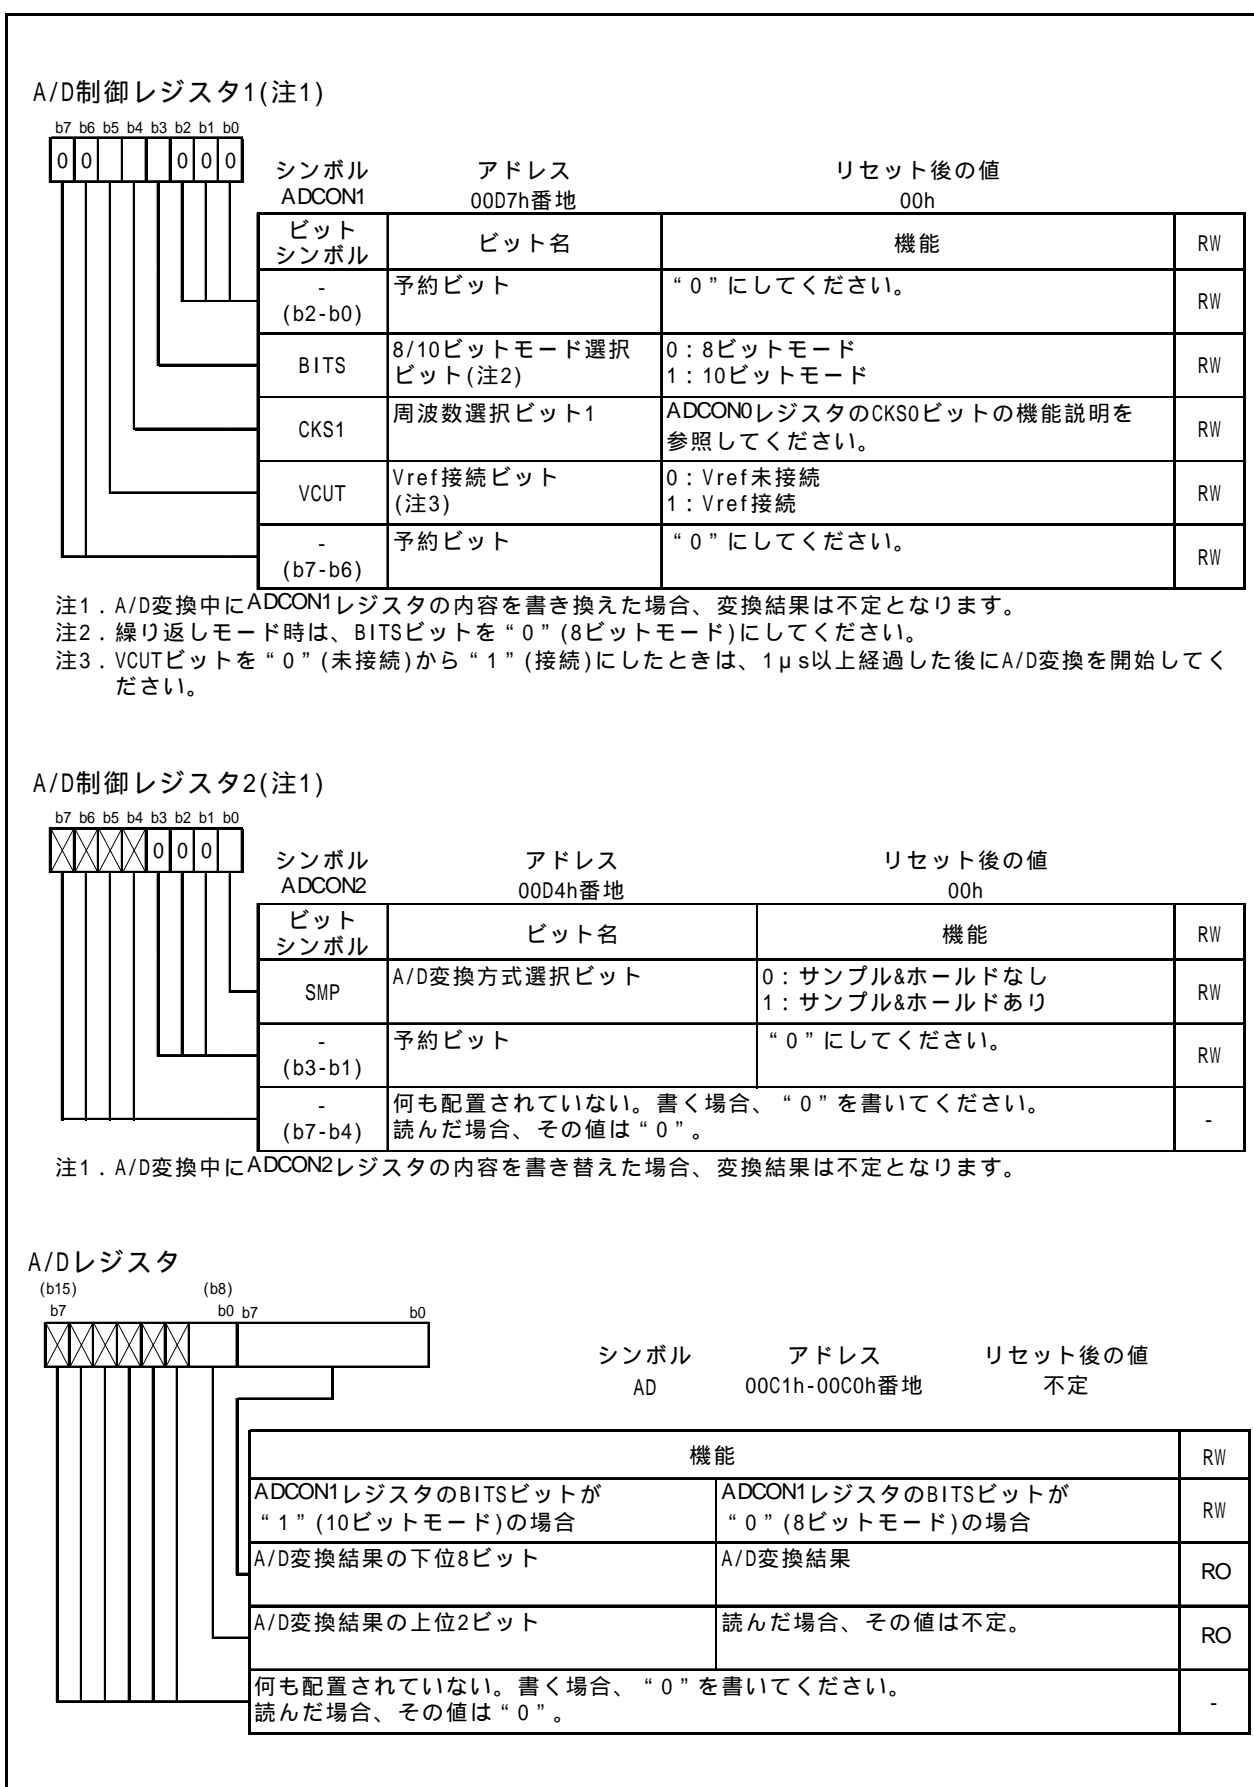 A/D制御レジスタ1(注1)
b7 b6 b5 b4 b3 b2 b1 b0
0 0 0 0 0
シンボル アドレス リセット後の値
ADCON1 00D7h番地 00h
ビット
シンボル ビット名 機能 RW
-
(b2-b0) 予約ビット “0”にしてください。 RW
BITS 8/10ビットモード選択
ビット(注2) 0:8ビットモード
1:10ビットモード RW
CKS1 周波数選択ビット1 ADCON0レジスタのCKS0ビットの機能説明を
参照してください。 RW
VCUT Vref接続ビット
(注3) 0:Vref未接続
1:Vref接続 RW
-
(b7-b6) 予約ビット “0”にしてください。 RW
注1.A/D変換中にADCON1レジスタの内容を書き換えた場合、変換結果は不定となります。
注2.繰り返しモード時は、BITSビットを“0”(8ビットモード)にしてください。
注3.VCUTビットを“0”(未接続)から“1”(接続)にしたときは、1μs以上経過した後にA/D変換を開始してく
ださい。
A/D制御レジスタ2(注1)
b7 b6 b5 b4 b3 b2 b1 b0
0 0 0
シンボル アドレス リセット後の値
ADCON2 00D4h番地 00h
ビット
シンボル ビット名 機能 RW
SMP A/D変換方式選択ビット 0:サンプル&ホールドなし
1:サンプル&ホールドあり RW
-
(b3-b1) 予約ビット “0”にしてください。 RW
-
(b7-b4) 何も配置されていない。書く場合、“0”を書いてください。
読んだ場合、その値は“0”。 -
注1.A/D変換中にADCON2レジスタの内容を書き替えた場合、変換結果は不定となります。
A/Dレジスタ
(b15) (b8)
b7 b0 b7 b0
シンボル アドレス リセット後の値
AD 00C1h-00C0h番地 不定
機能 RW
ADCON1レジスタのBITSビットが
“1”(10ビットモード)の場合 ADCON1レジスタのBITSビットが
“0”(8ビットモード)の場合 RW
A/D変換結果の下位8ビット A/D変換結果 RO
A/D変換結果の上位2ビット 読んだ場合、その値は不定。 RO
何も配置されていない。書く場合、“0”を書いてください。
読んだ場合、その値は“0”。 -